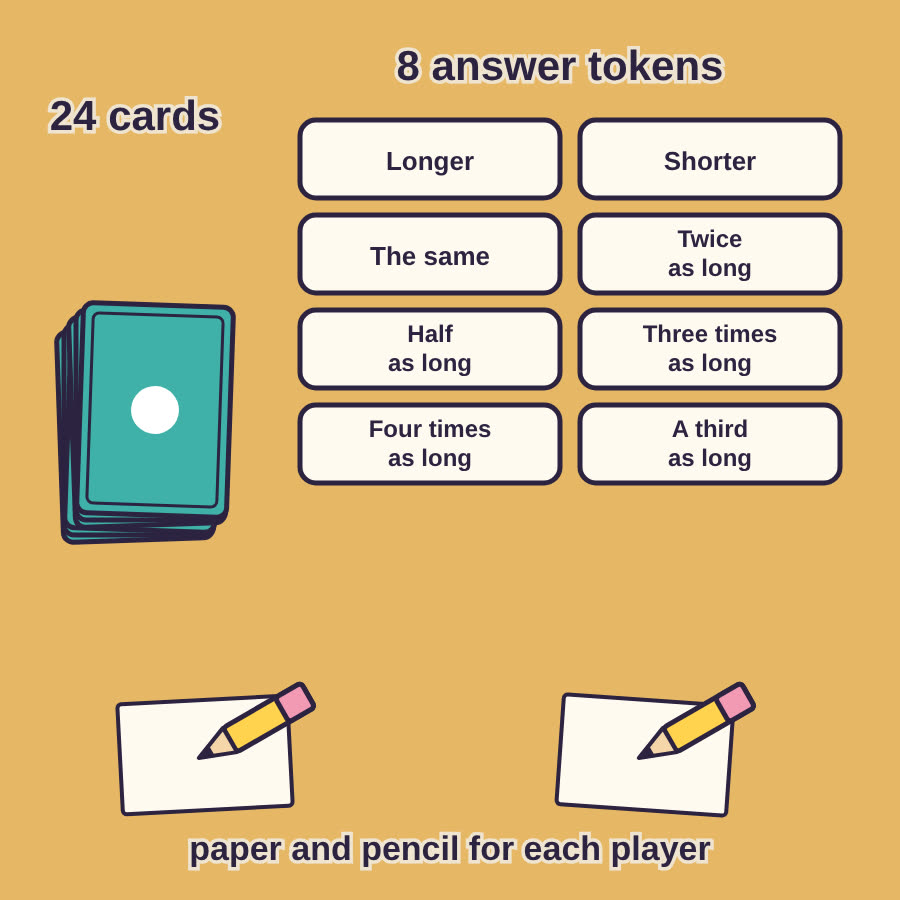 8 answer tokens
24 cards
Longer
Shorter
The same
Twice
as long
Half
as long
Three times
as long
Four times
as long
A third
as long
paper and pencil for each player